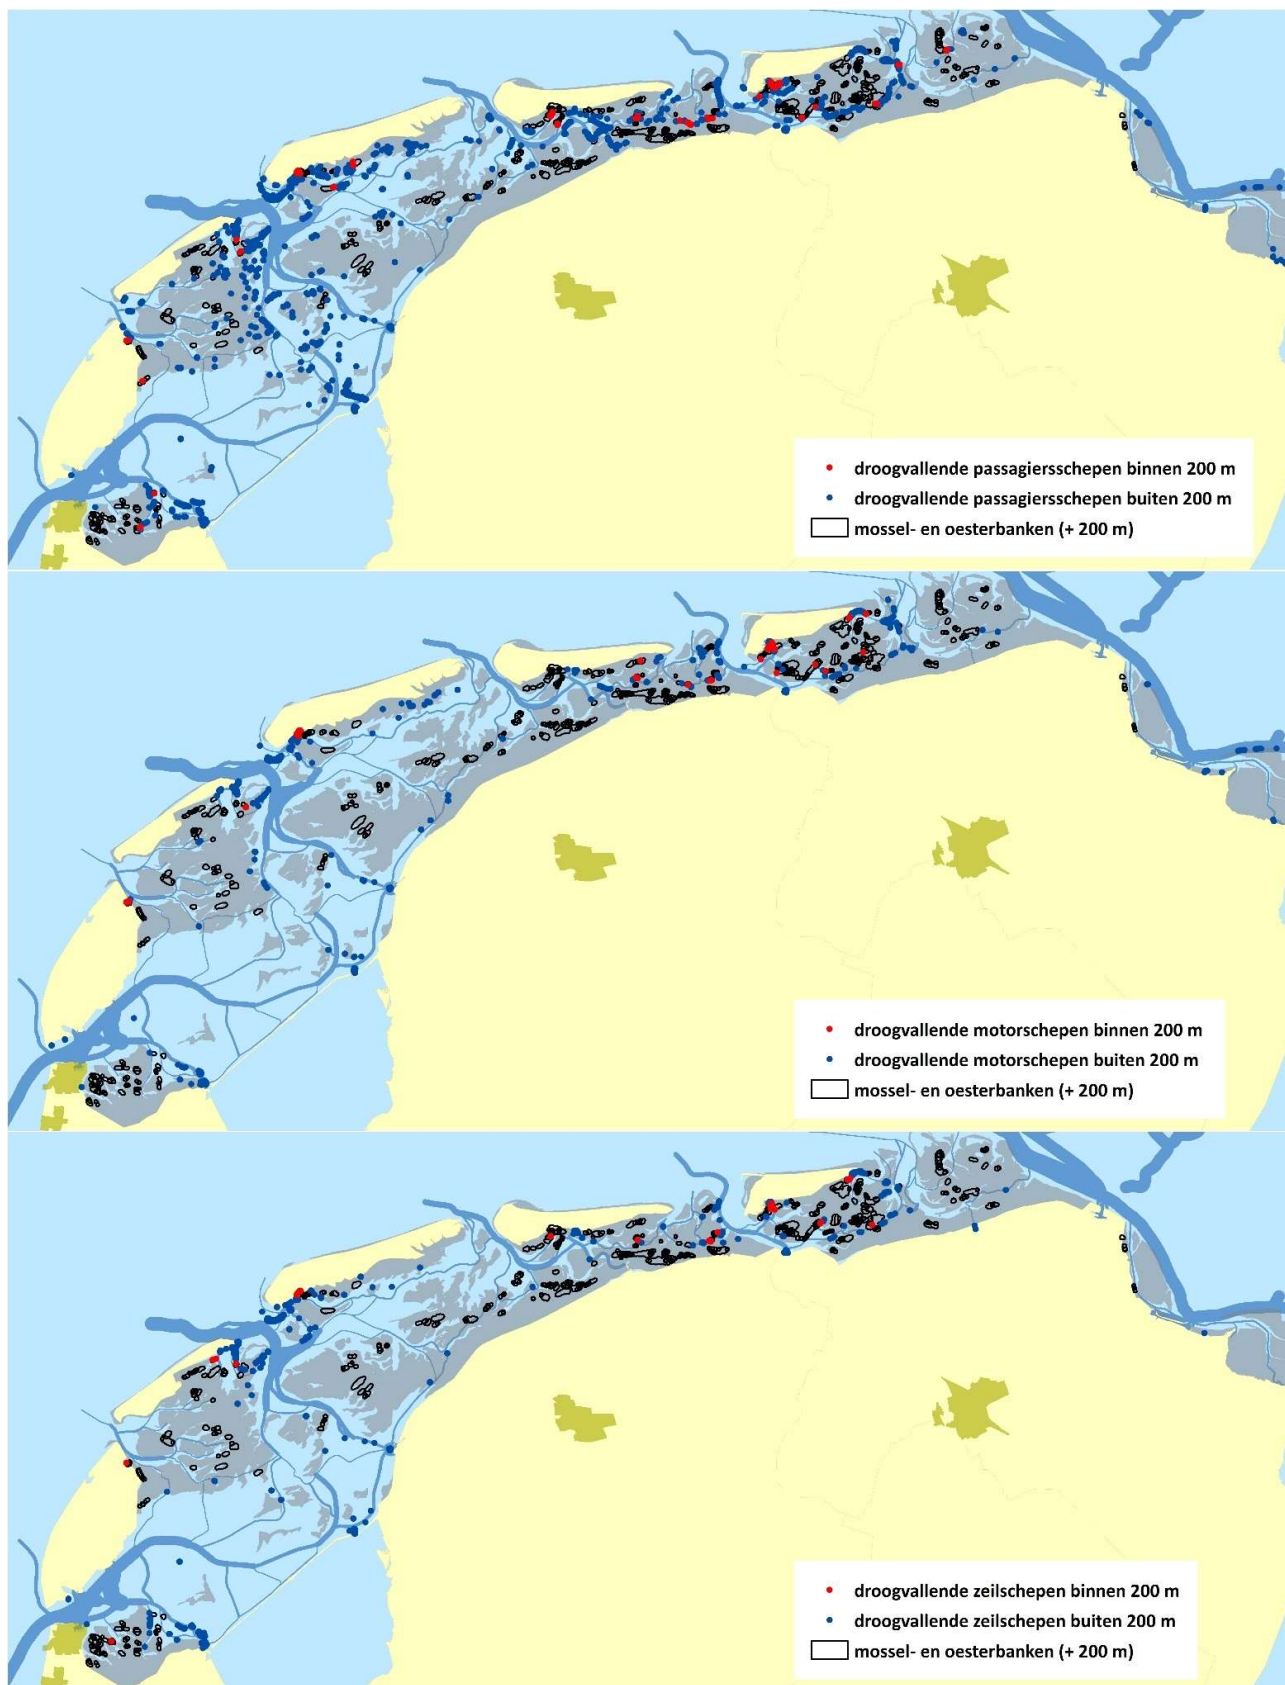 droogvallende passagiersschepen binnen 200 m
droogvallende passagiersschepen buiten 200 m
mossel- en oesterbanken (+ 200 m)
droogvallende motorschepen binnen 200 m
droogvallende motorschepen buiten 200 m
mossel- en oesterbanken (+ 200 m)
droogvallende zeilschepen binnen 200 m
droogvallende zeilschepen buiten 200 m
mossel- en oesterbanken (+ 200 m)